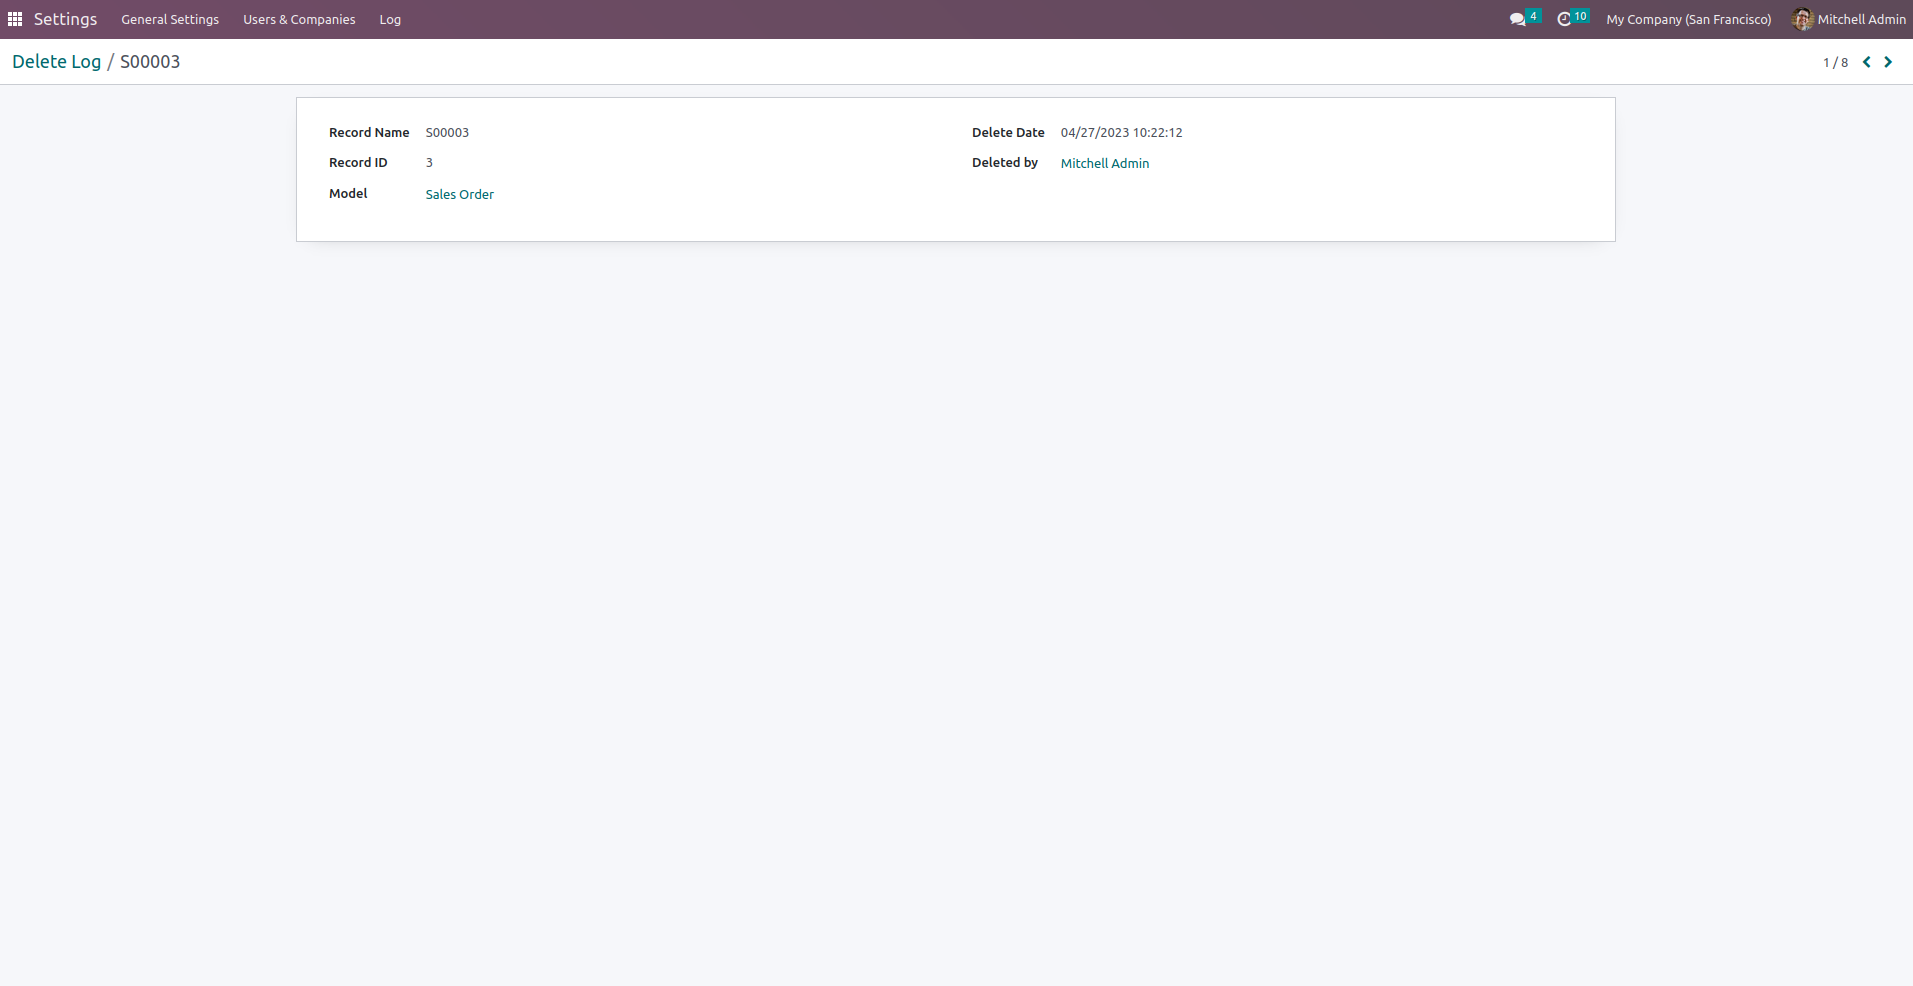 Settings General Settings Users & Companies Log 4 10 My Company (San Francisco) Mitchell Admin
Delete Log / S00003 1 / 8
Record Name S00003 Delete Date 04/27/2023 10:22:12
Record ID 3 Deleted by Mitchell Admin
Model Sales Order